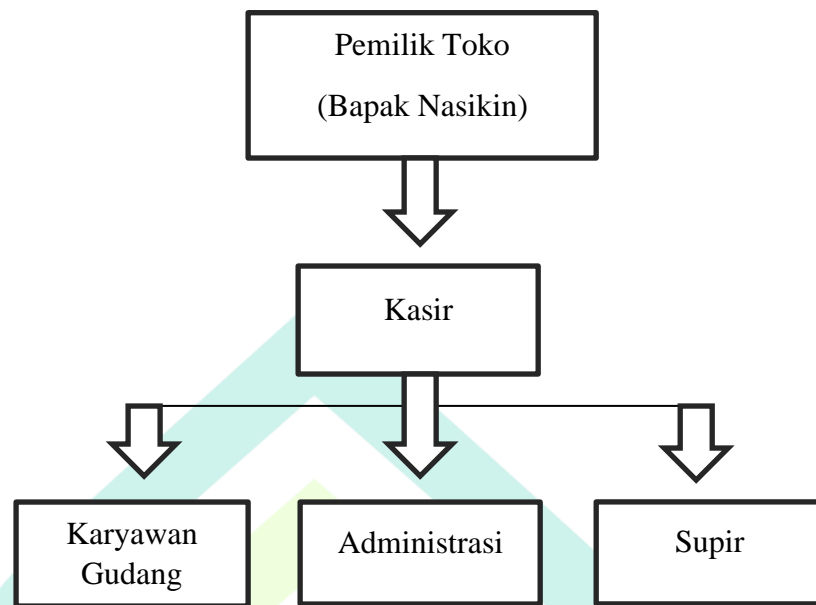 Pemilik Toko
(Bapak Nasikin)
Kasir
Karyawan
Gudang
Administrasi
Supir